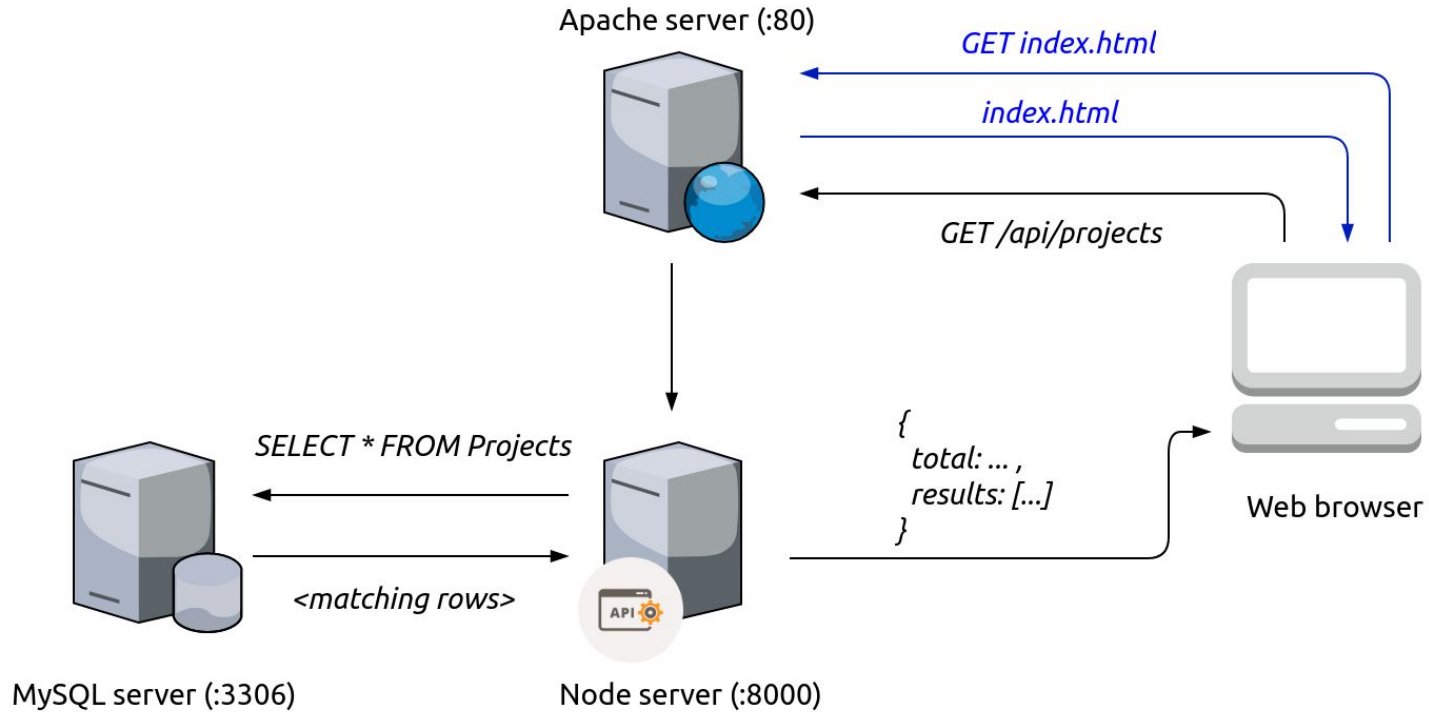 Apache server (:80)
GET index.html
index.html
GET /api/projects
SELECT * FROM Projects
<matching rows>
{
total: ... ,
results: [...]
}
Web browser
API
MySQL server (:3306)
Node server (:8000)